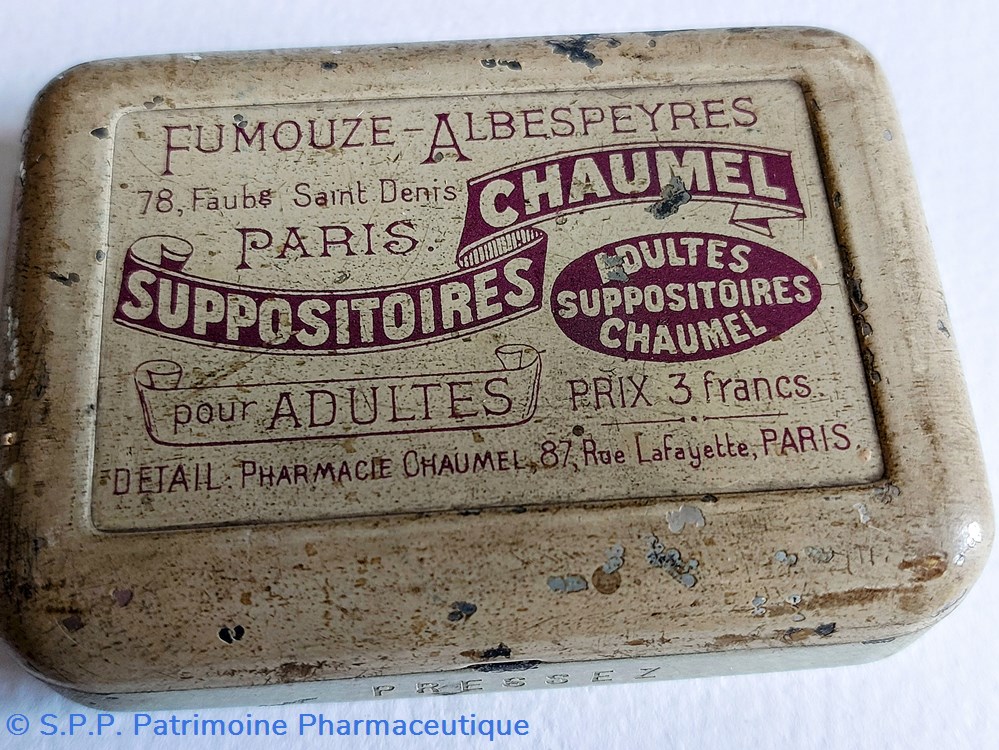 FUMOUZE-ALBESPEYRES
78, Faubg Saint Denis
PARIS.
SUPPOSITOIRES CHAUMEL
pour ADULTES
ADULTES
SUPPOSITOIRES
CHAUMEL
PRIX 3 francs.
DETAIL: PHARMACIE CHAUMEL, 87, Rue LaFayette, PARIS.
PRESSEZ
© S.P.P. Patrimoine Pharmaceutique